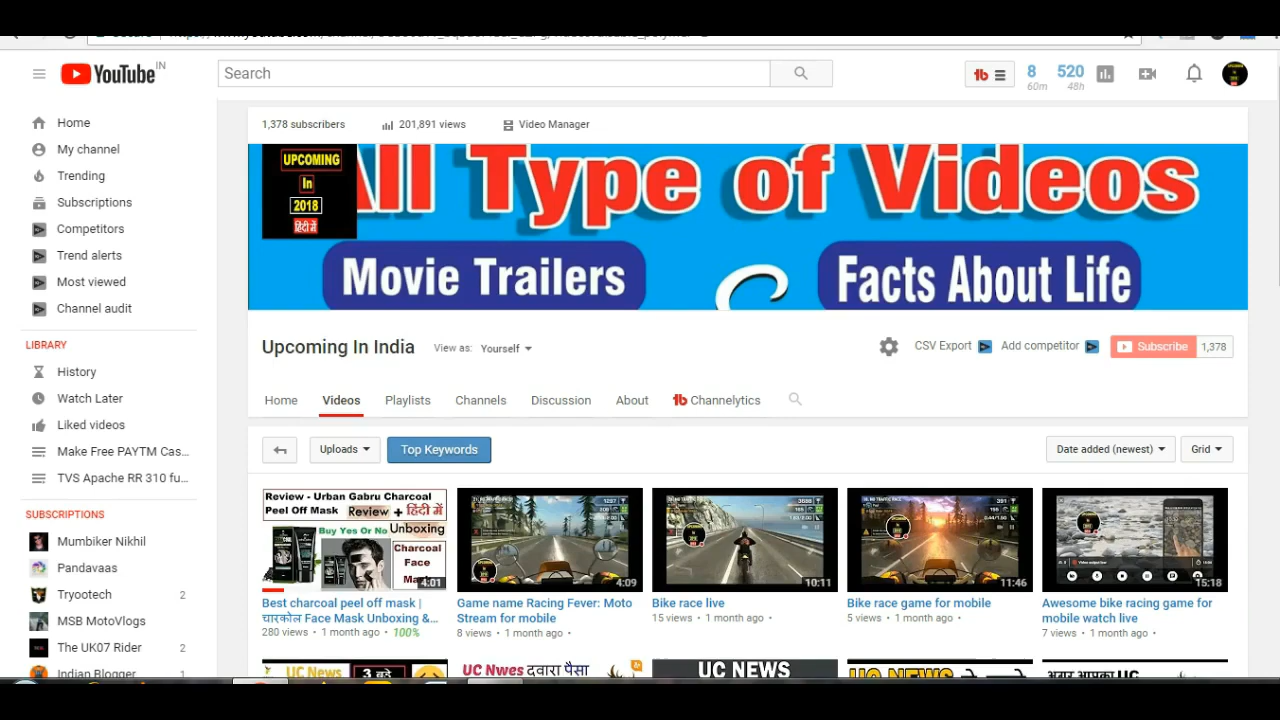 YouTube IN
Search
8 60m
520 48h
Home
My channel
Trending
Subscriptions
Competitors
Trend alerts
Most viewed
Channel audit
LIBRARY
History
Watch Later
Liked videos
Make Free PAYTM Cas...
TVS Apache RR 310 fu...
SUBSCRIPTIONS
Mumbiker Nikhil
Pandavaas
Tryootech 2
MSB MotoVlogs
The UK07 Rider 2
Indian Blogger 1
1,378 subscribers 201,891 views Video Manager
UPCOMING
In
2018
हिंदी में
All Type of Videos
Movie Trailers & Facts About Life
Upcoming In India View as: Yourself
CSV Export Add competitor Subscribe 1,378
Home Videos Playlists Channels Discussion About Channelytics
Uploads Top Keywords Date added (newest) Grid
Review - Urban Gabru Charcoal
Peel Off Mask Review + हिंदी में
Buy Yes Or No Unboxing
Charcoal
Face
4:01
Best charcoal peel off mask |
चारकोल Face Mask Unboxing &...
280 views • 1 month ago • 100%
4:09
Game name Racing Fever: Moto
Stream for mobile
8 views • 1 month ago •
10:11
Bike race live
15 views • 1 month ago •
11:46
Bike race game for mobile
5 views • 1 month ago •
15:18
Awesome bike racing game for
mobile watch live
7 views • 1 month ago •
UC News 3 बड़े
UC Nwes दवारा पैसा
UC NEWS
UC NEWS
अगर आपका UC